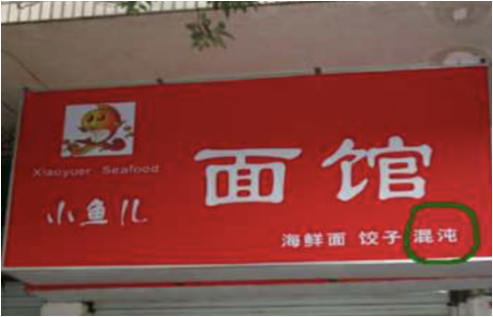 Xiaoyuer Seafood
小鱼儿
面馆
海鲜面 饺子 混沌